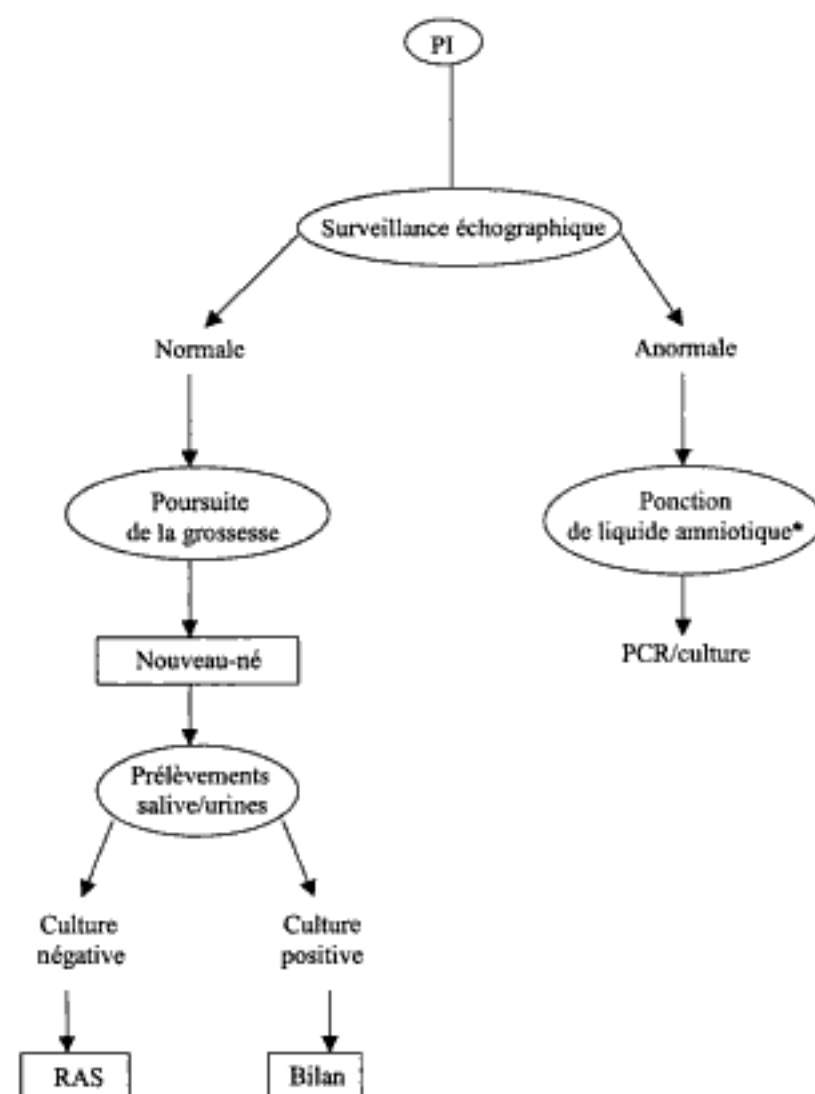 PI
Surveillance échographique
Normale
Anormale
Poursuite
de la grossesse
Ponction
de liquide amniotique*
Nouveau-né
PCR/culture
Prélèvements
salive/urines
Culture
négative
Culture
positive
RAS
Bilan